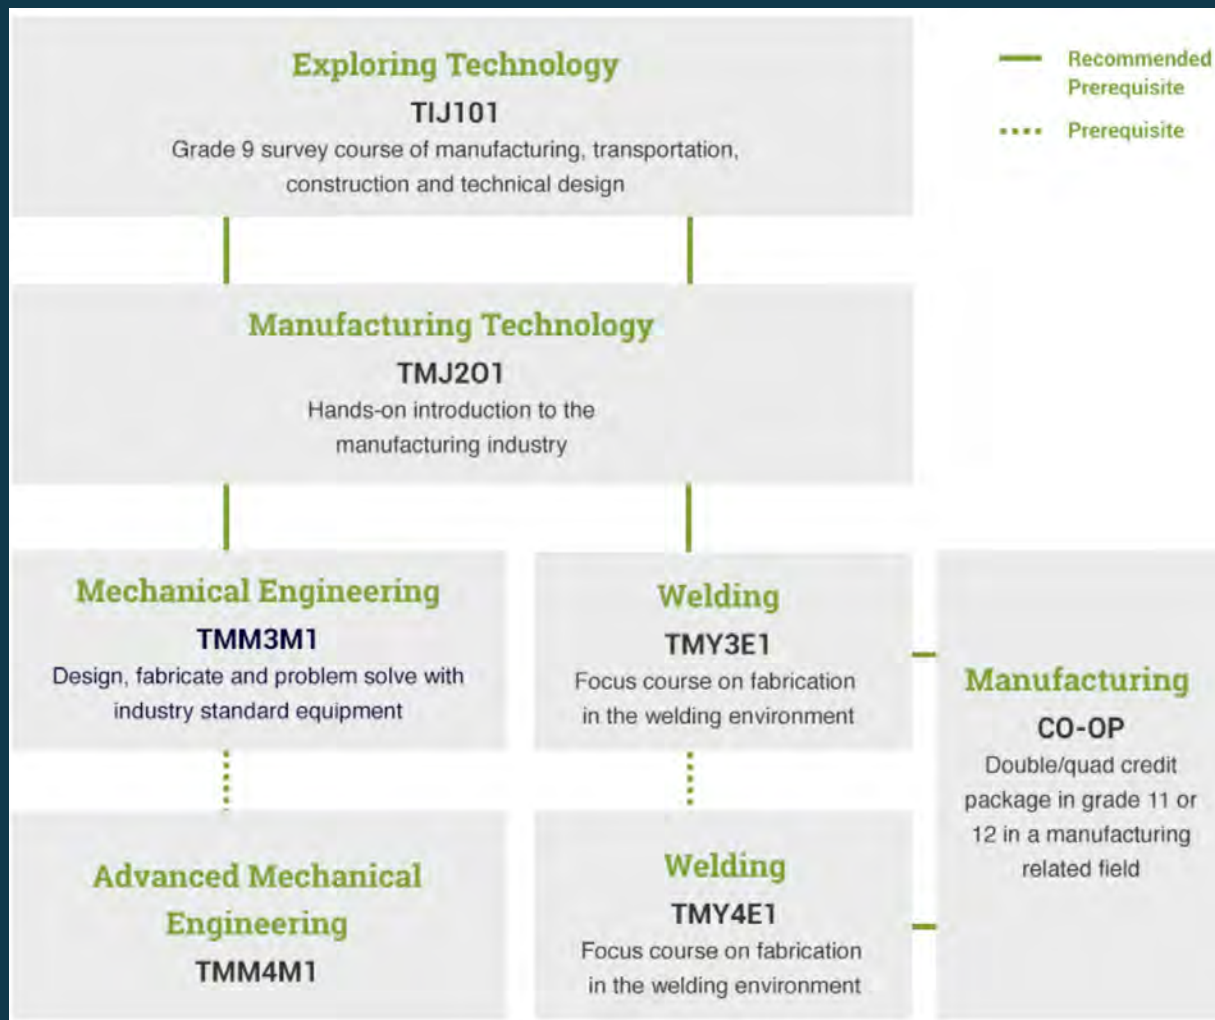 Exploring Technology
TIJ101
Grade 9 survey course of manufacturing, transportation,
construction and technical design
Recommended
Prerequisite
Prerequisite
Manufacturing Technology
TMJ2O1
Hands-on introduction to the
manufacturing industry
Mechanical Engineering
TMM3M1
Design, fabricate and problem solve with
industry standard equipment
Welding
TMY3E1
Focus course on fabrication
in the welding environment
Manufacturing
CO-OP
Double/quad credit
package in grade 11 or
12 in a manufacturing
related field
Advanced Mechanical
Engineering
TMM4M1
Welding
TMY4E1
Focus course on fabrication
in the welding environment